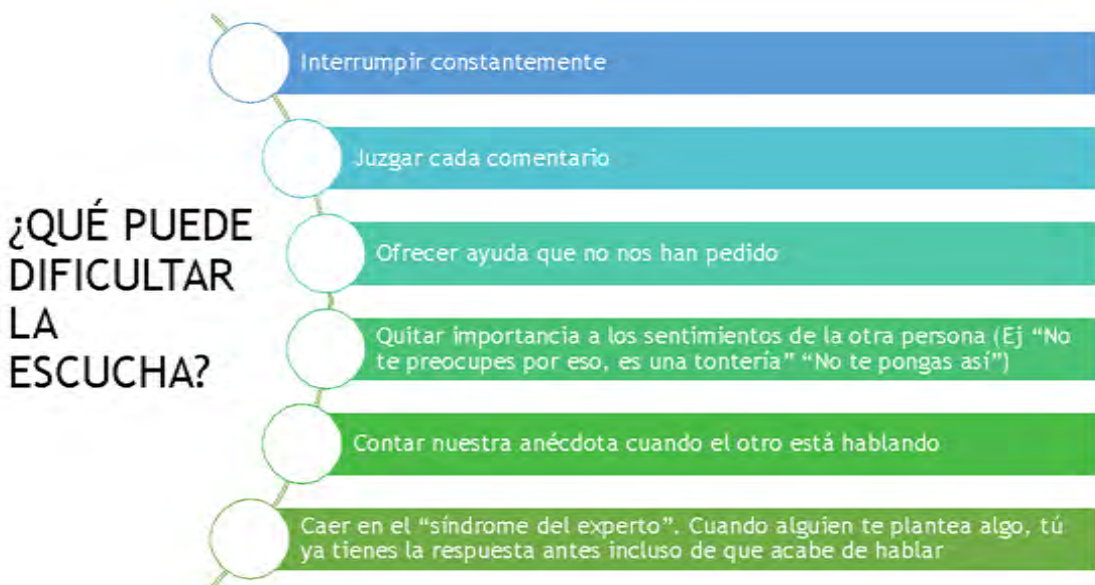 ¿QUÉ PUEDE
DIFICULTAR
LA
ESCUCHA?
Interrumpir constantemente
Juzgar cada comentario
Ofrecer ayuda que no nos han pedido
Quitar importancia a los sentimientos de la otra persona (Ej “No
te preocupes por eso, es una tontería” “No te pongas así”)
Contar nuestra anécdota cuando el otro está hablando
Caer en el “síndrome del experto”. Cuando alguien te plantea algo, tú
ya tienes la respuesta antes incluso de que acabe de hablar